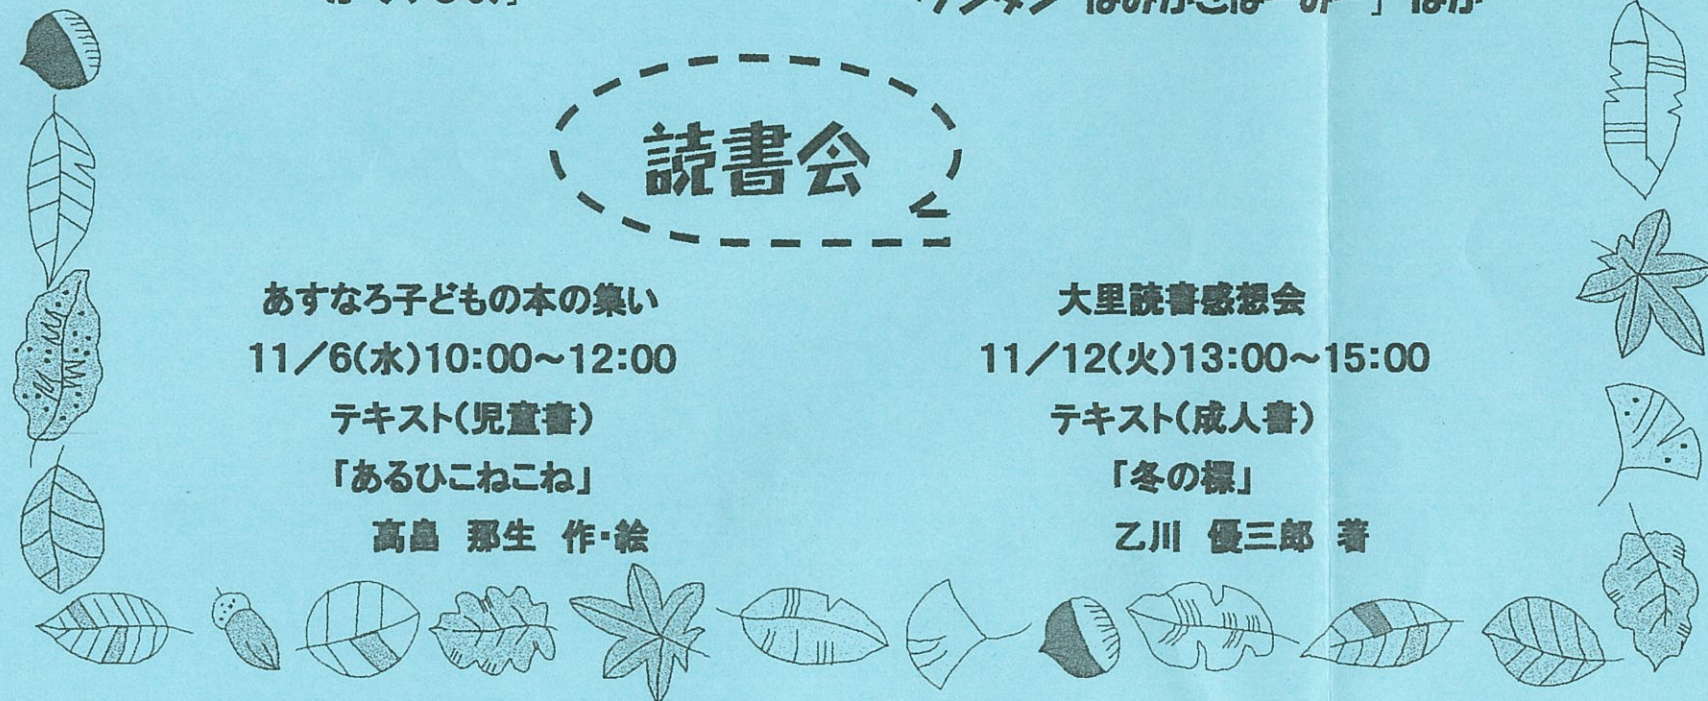 読書会
あすなろ子どもの本の集い
11/6(水)10:00~12:00
テキスト(児童書)
「あるひこねこね」
高畠 那生 作・絵
大里読書感想会
11/12(火)13:00~15:00
テキスト(成人書)
「冬の標」
乙川 優三郎 著